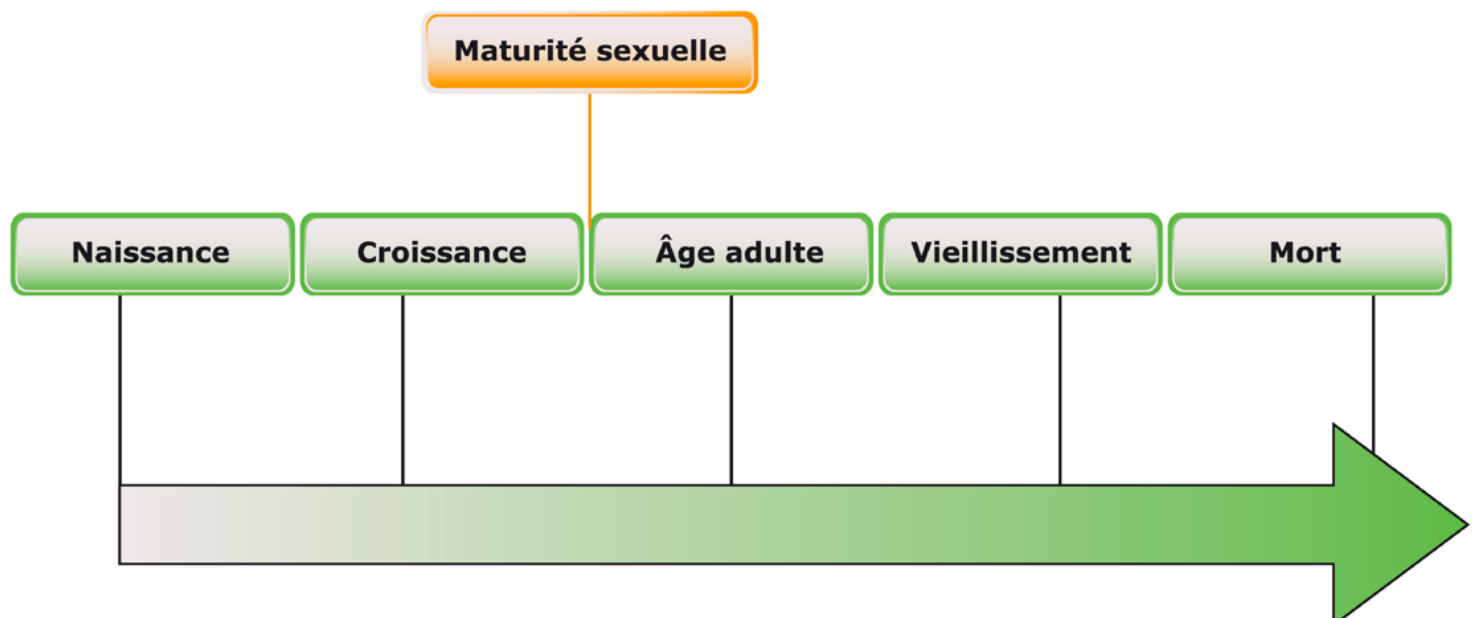 Maturité sexuelle
Naissance
Croissance
Âge adulte
Vieillissement
Mort